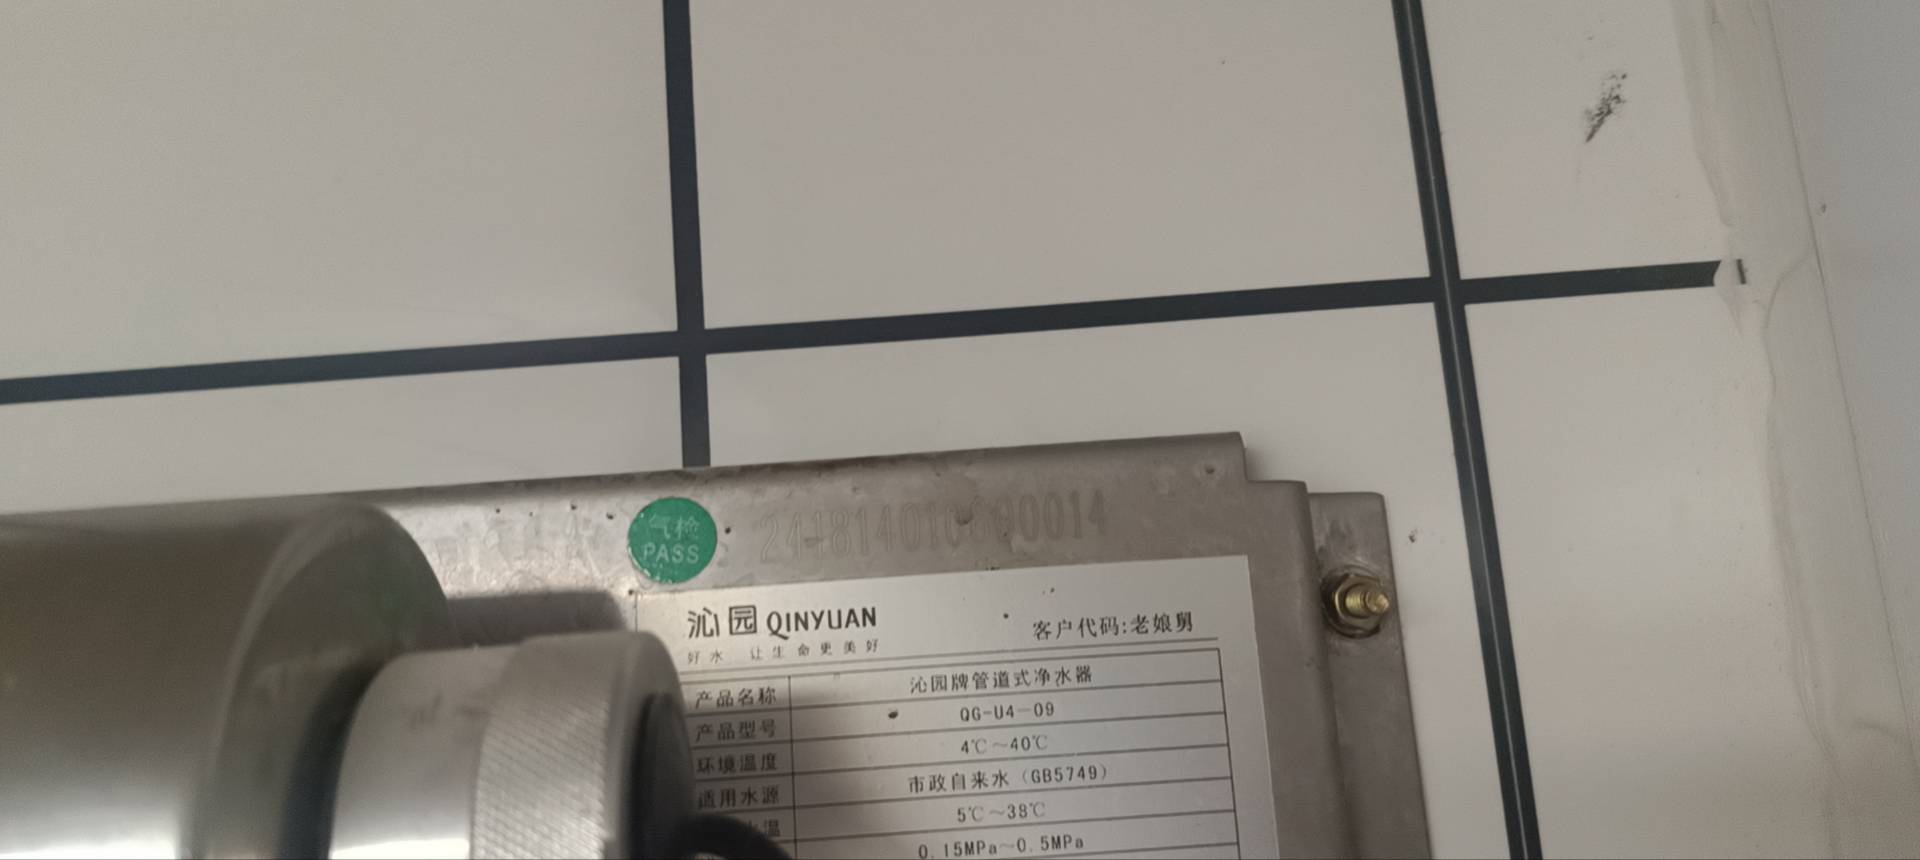 气检
PASS
沁园 QINYUAN
好水 让生命更美好
客户代码:老娘舅
产品名称 沁园牌管道式净水器
产品型号 QG-U4-09
环境温度 4℃~40℃
适用水源 市政自来水（GB5749）
水温 5℃~38℃
0.15MPa~0.5MPa